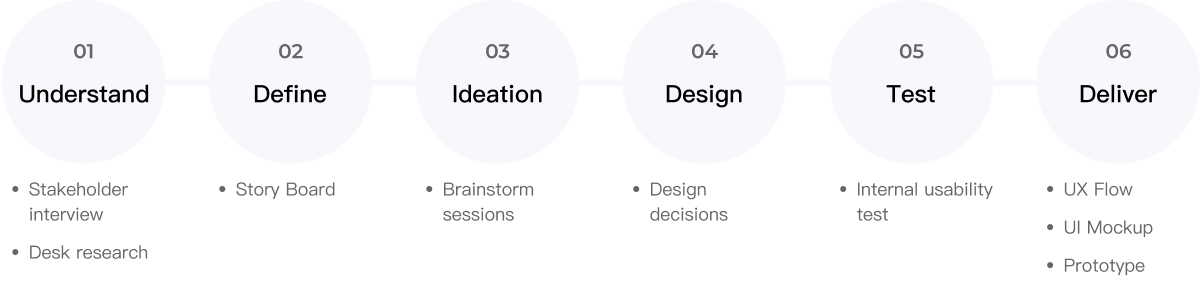 01
Understand
• Stakeholder
interview
• Desk research
02
Define
• Story Board
03
Ideation
• Brainstorm
sessions
04
Design
• Design
decisions
05
Test
• Internal usability
test
06
Deliver
• UX Flow
• UI Mockup
• Prototype